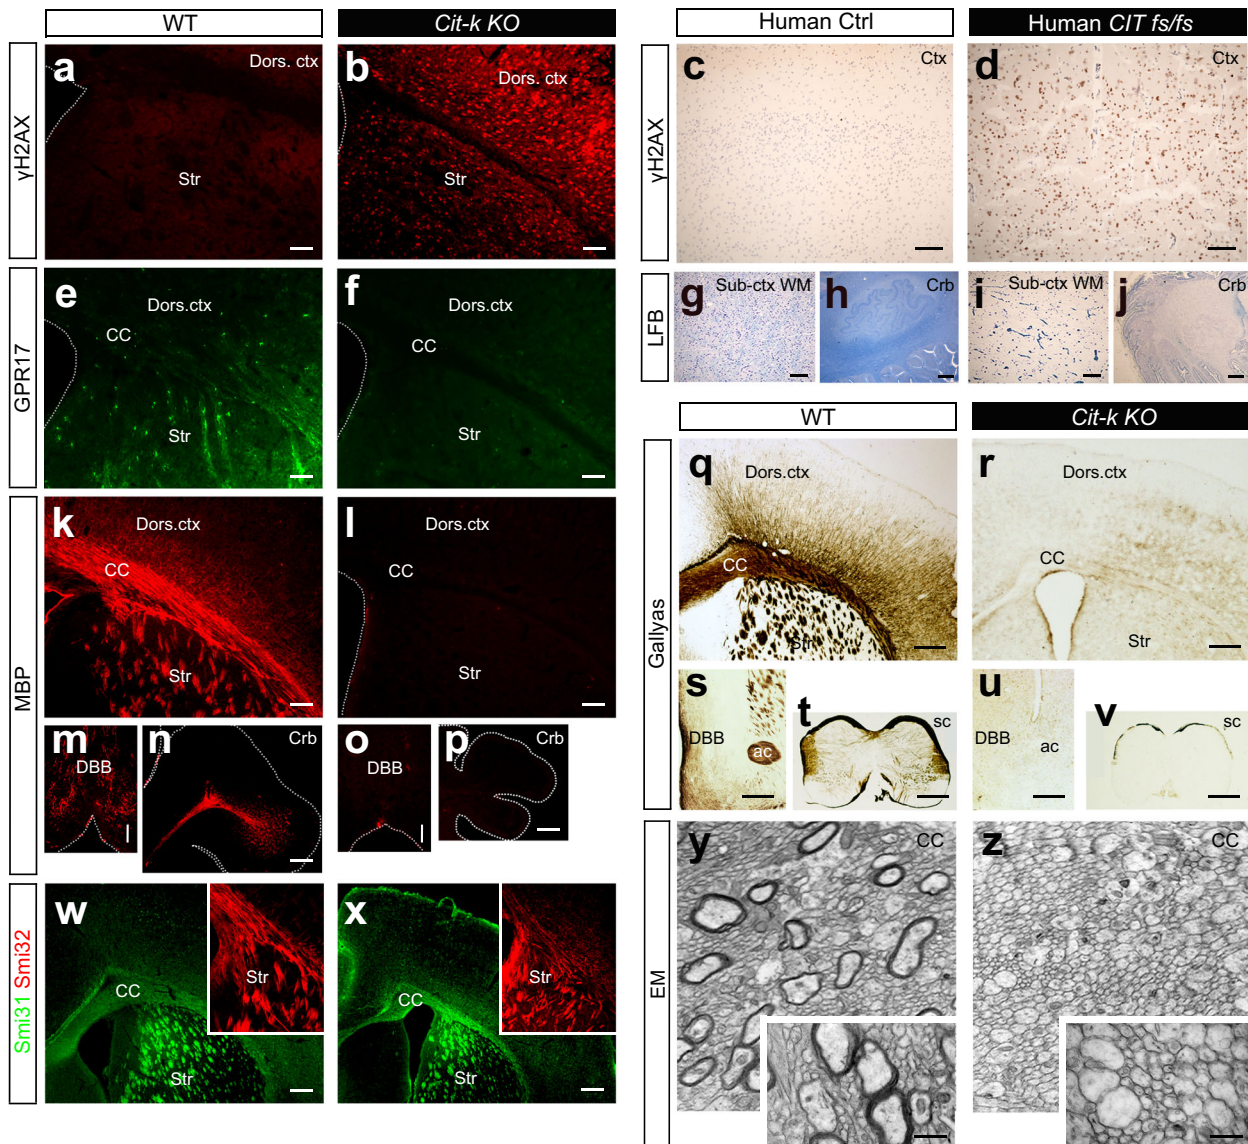 WT
Cit-k KO
γH2AX
a
Dors. ctx
Str
b
Dors. ctx
Str
GPR17
e
Dors.ctx
CC
Str
f
Dors.ctx
CC
Str
MBP
k
Dors.ctx
CC
Str
l
Dors.ctx
CC
Str
m
DBB
n
Crb
o
DBB
p
Crb
Smi31 Smi32
w
CC
Str
Str
x
CC
Str
Str
Human Ctrl
Human CIT fs/fs
γH2AX
c
Ctx
d
Ctx
LFB
g
Sub-ctx WM
h
Crb
i
Sub-ctx WM
j
Crb
WT
Cit-k KO
Gallyas
q
Dors.ctx
CC
Str
r
Dors.ctx
CC
Str
s
DBB
ac
t
sc
u
DBB
ac
v
sc
EM
y
CC
z
CC